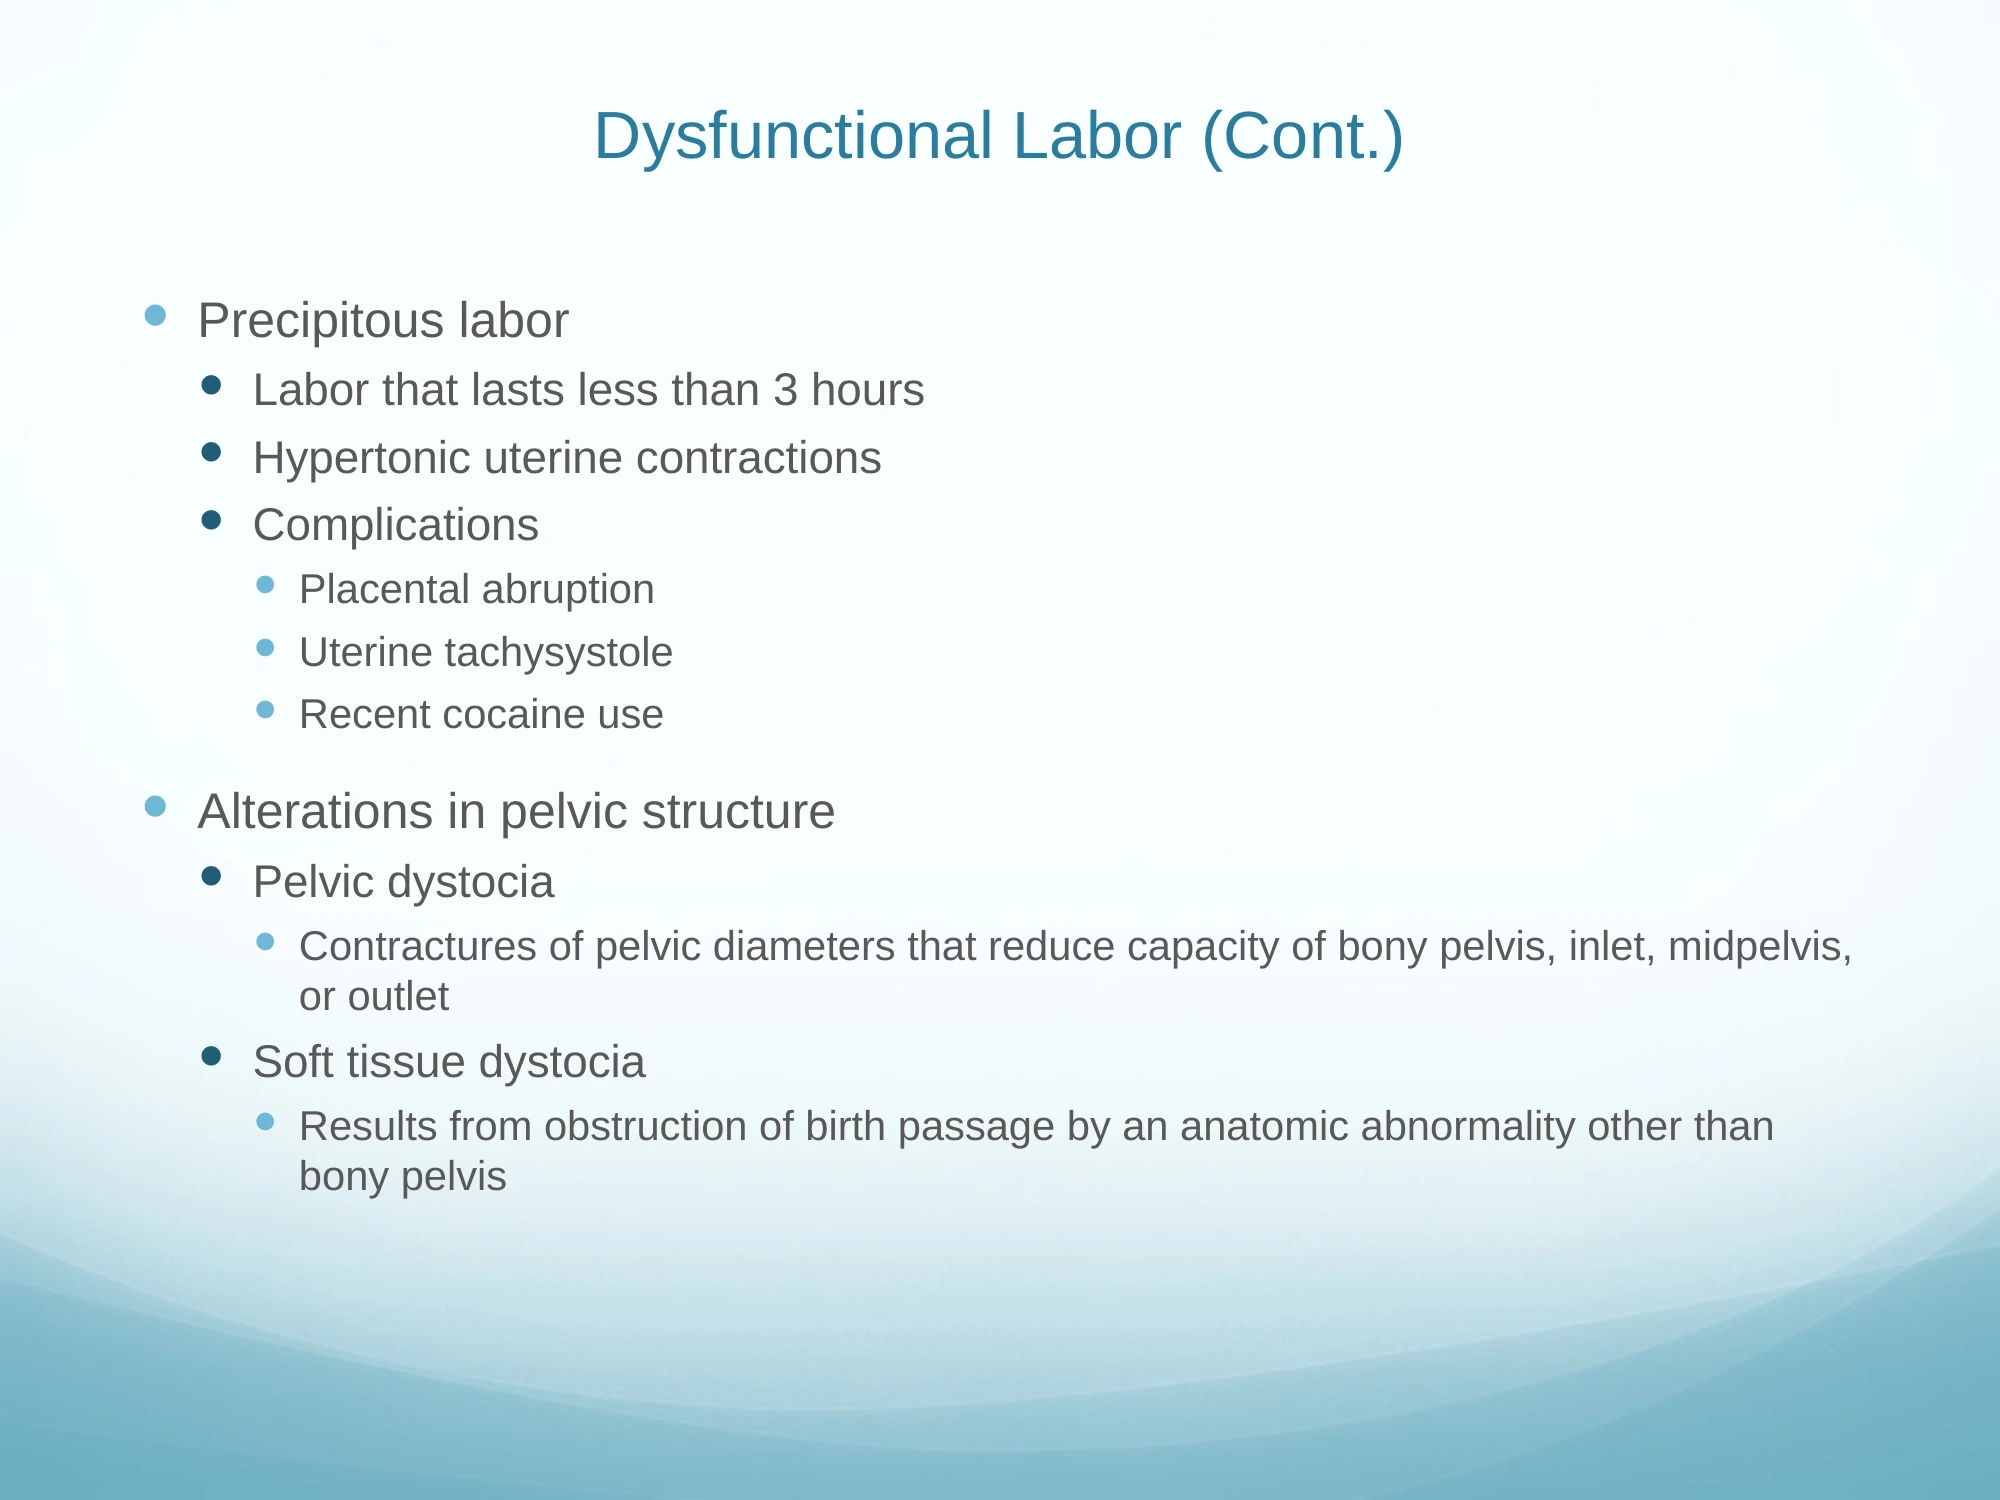 Dysfunctional Labor (Cont.)
Precipitous labor
Labor that lasts less than 3 hours
Hypertonic uterine contractions
Complications
Placental abruption
Uterine tachysystole
Recent cocaine use
Alterations in pelvic structure
Pelvic dystocia
Contractures of pelvic diameters that reduce capacity of bony pelvis, inlet, midpelvis,
or outlet
Soft tissue dystocia
Results from obstruction of birth passage by an anatomic abnormality other than
bony pelvis